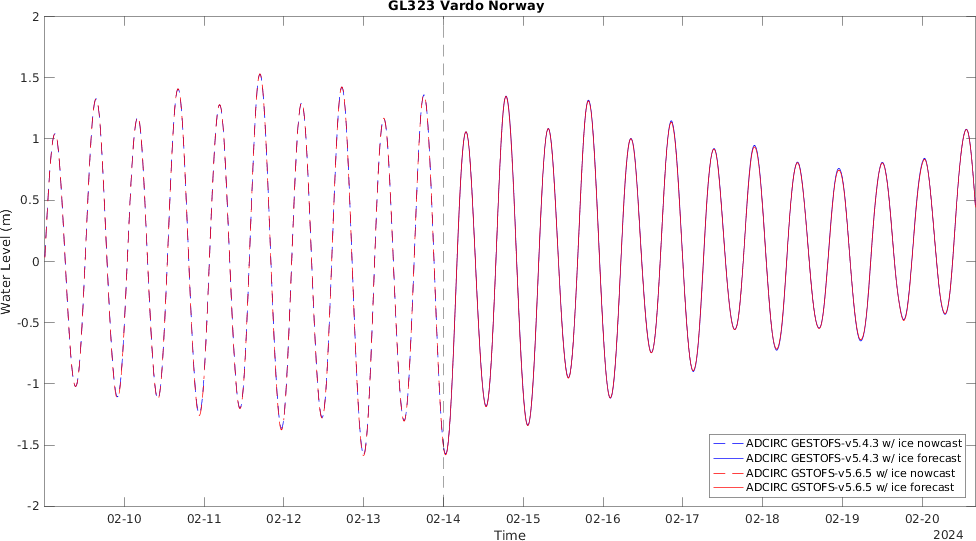 GL323 Vardo Norway
2
1.5
1
0.5
0
-0.5
-1
-1.5
-2
Water Level (m)
ADCIRC GESTOFS-v5.4.3 w/ ice nowcast
ADCIRC GESTOFS-v5.4.3 w/ ice forecast
ADCIRC GSTOFS-v5.6.5 w/ ice nowcast
ADCIRC GSTOFS-v5.6.5 w/ ice forecast
02-10 02-11 02-12 02-13 02-14 02-15 02-16 02-17 02-18 02-19 02-20
Time
2024